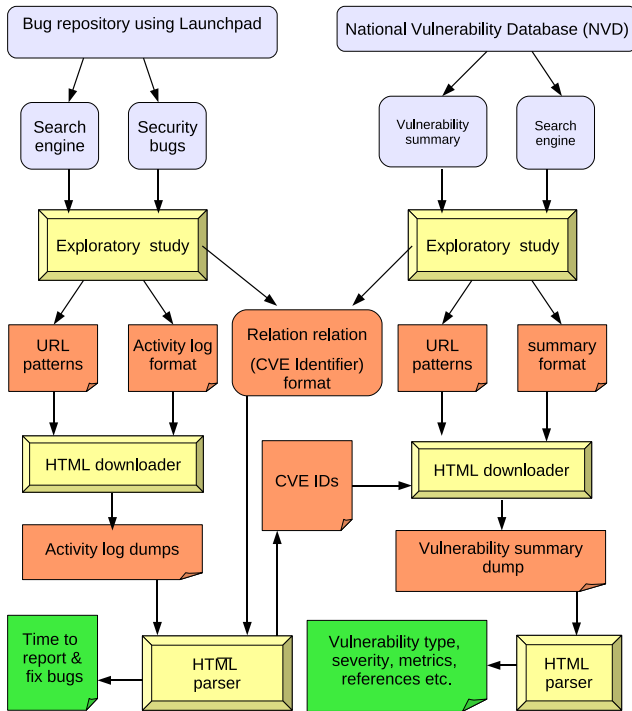 Bug repository using Launchpad
National Vulnerability Database (NVD)
Search
engine
Security
bugs
Vulnerability
summary
Search
engine
Exploratory study
Exploratory study
URL
patterns
Activity log
format
Relation relation
(CVE Identifier)
format
URL
patterns
summary
format
HTML downloader
CVE IDs
HTML downloader
Activity log dumps
Vulnerability summary
dump
Time to
report &
fix bugs
HTML
parser
Vulnerability type,
severity, metrics,
references etc.
HTML
parser